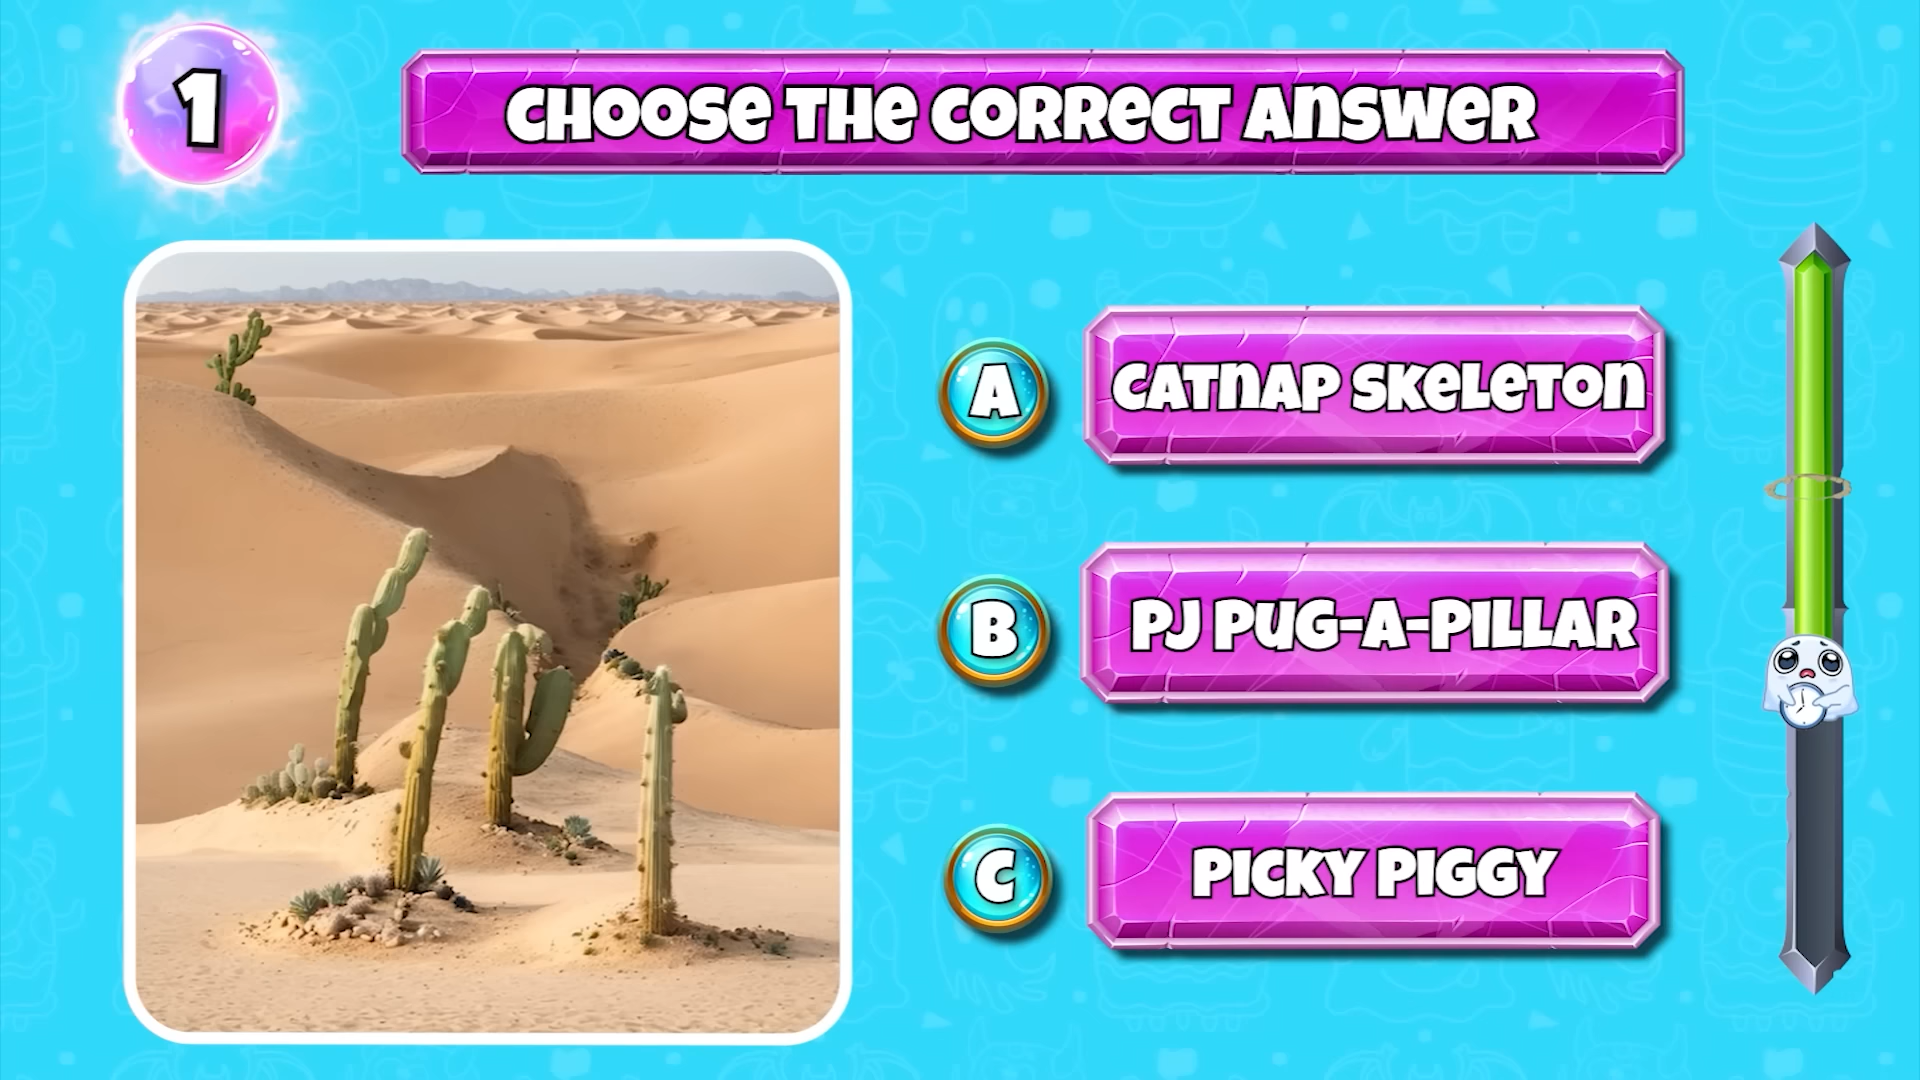 1
CHOOSE THE CORRECT ANSWER
A
CATNAP SKELETON
B
PJ PUG-A-PILLAR
C
PICKY PIGGY